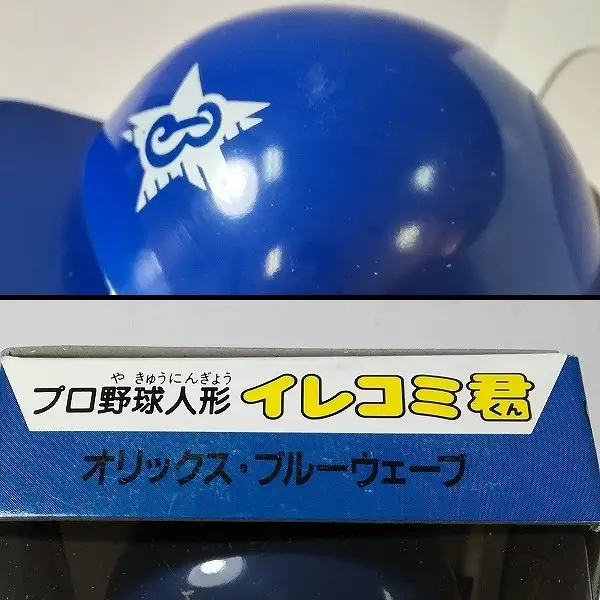 や きゅうにんぎょう
プロ野球人形 イレコミ君
くん
オリックス・ブルーウェーブ